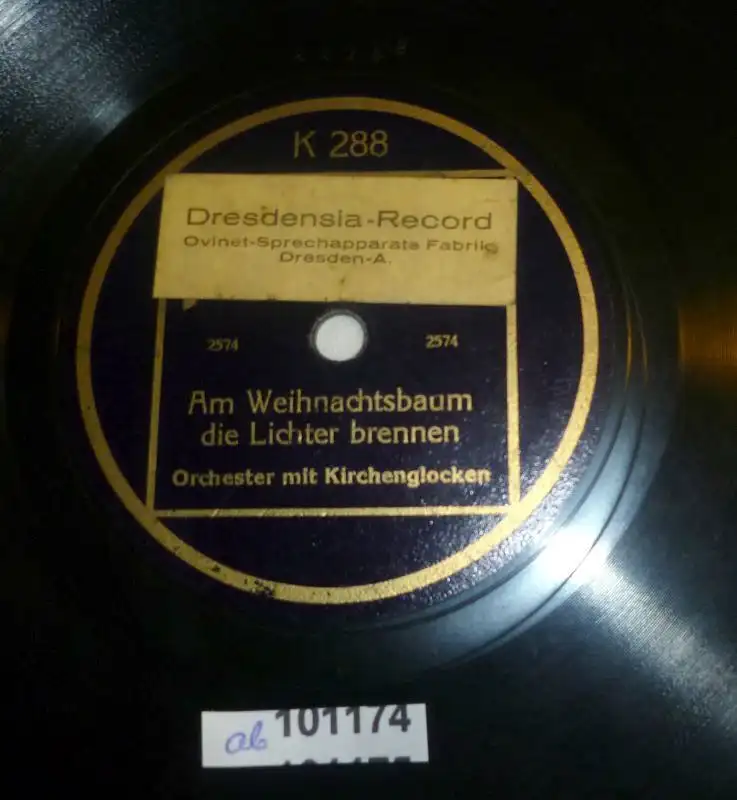 K 288
Dresdensia-Record
Ovinet-Sprechapparate Fabrik
Dresden-A.
2574 2574
Am Weihnachtsbaum
die Lichter brennen
Orchester mit Kirchenglocken
ab 101174